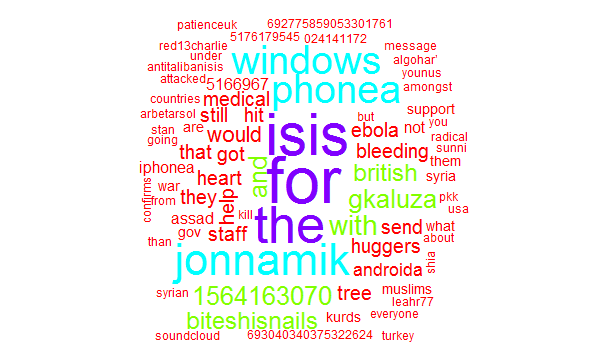 patienceuk 692775859053301761
5176179545 024141172 message
red13charlie windows algohar'
under younus
antitalibanisis
attacked 5166967 phonea amongst
countries medical support
arbetarsol still hit isis but you
stan are would ebola not radical
going that got and bleeding them sunni
iphonea heart for british syria
war they help gkaluza pkk
confirms from usa
assad kill the with send what
gov staff huggers about
than jonnamik androida shia
syrian 1564163070 tree muslims
leahr77
biteshisnails kurds everyone
soundcloud 693040340375322624 turkey